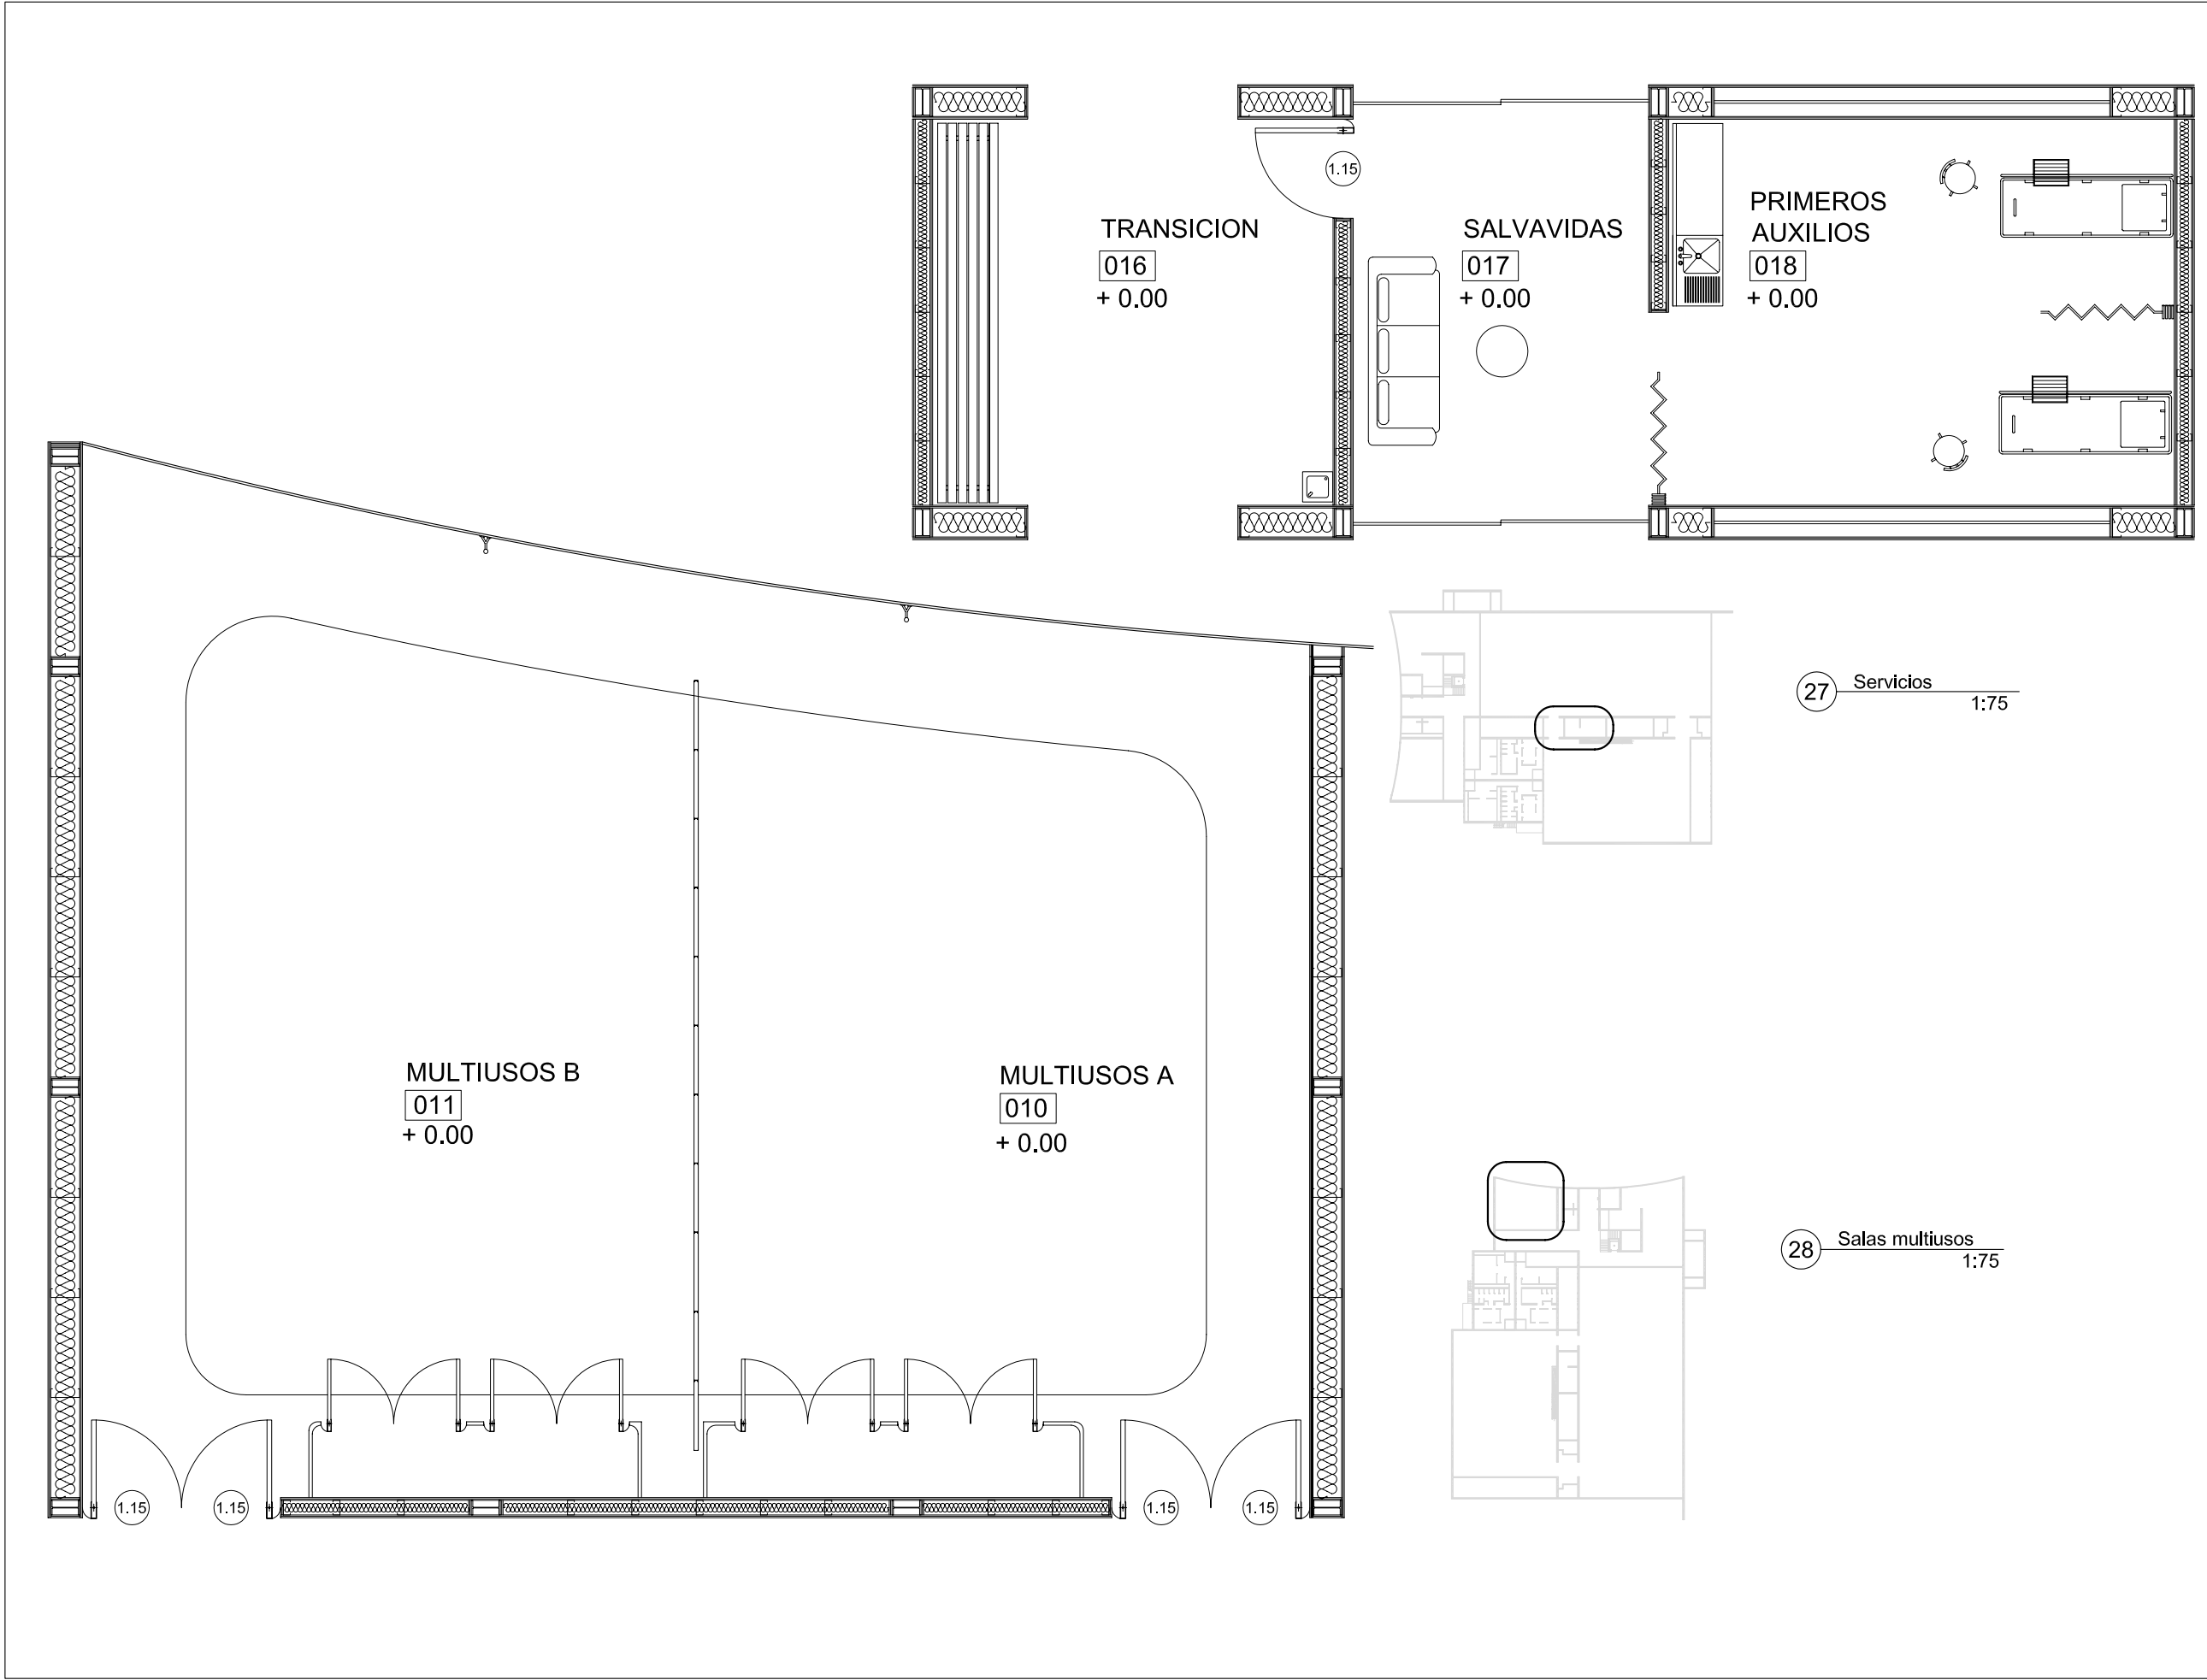 1.15
TRANSICION
016
+ 0.00
SALVAVIDAS
017
+ 0.00
PRIMEROS
AUXILIOS
018
+ 0.00
27
Servicios
1:75
MULTIUSOS B
011
+ 0.00
MULTIUSOS A
010
+ 0.00
28
Salas multiusos
1:75
1.15
1.15
1.15
1.15